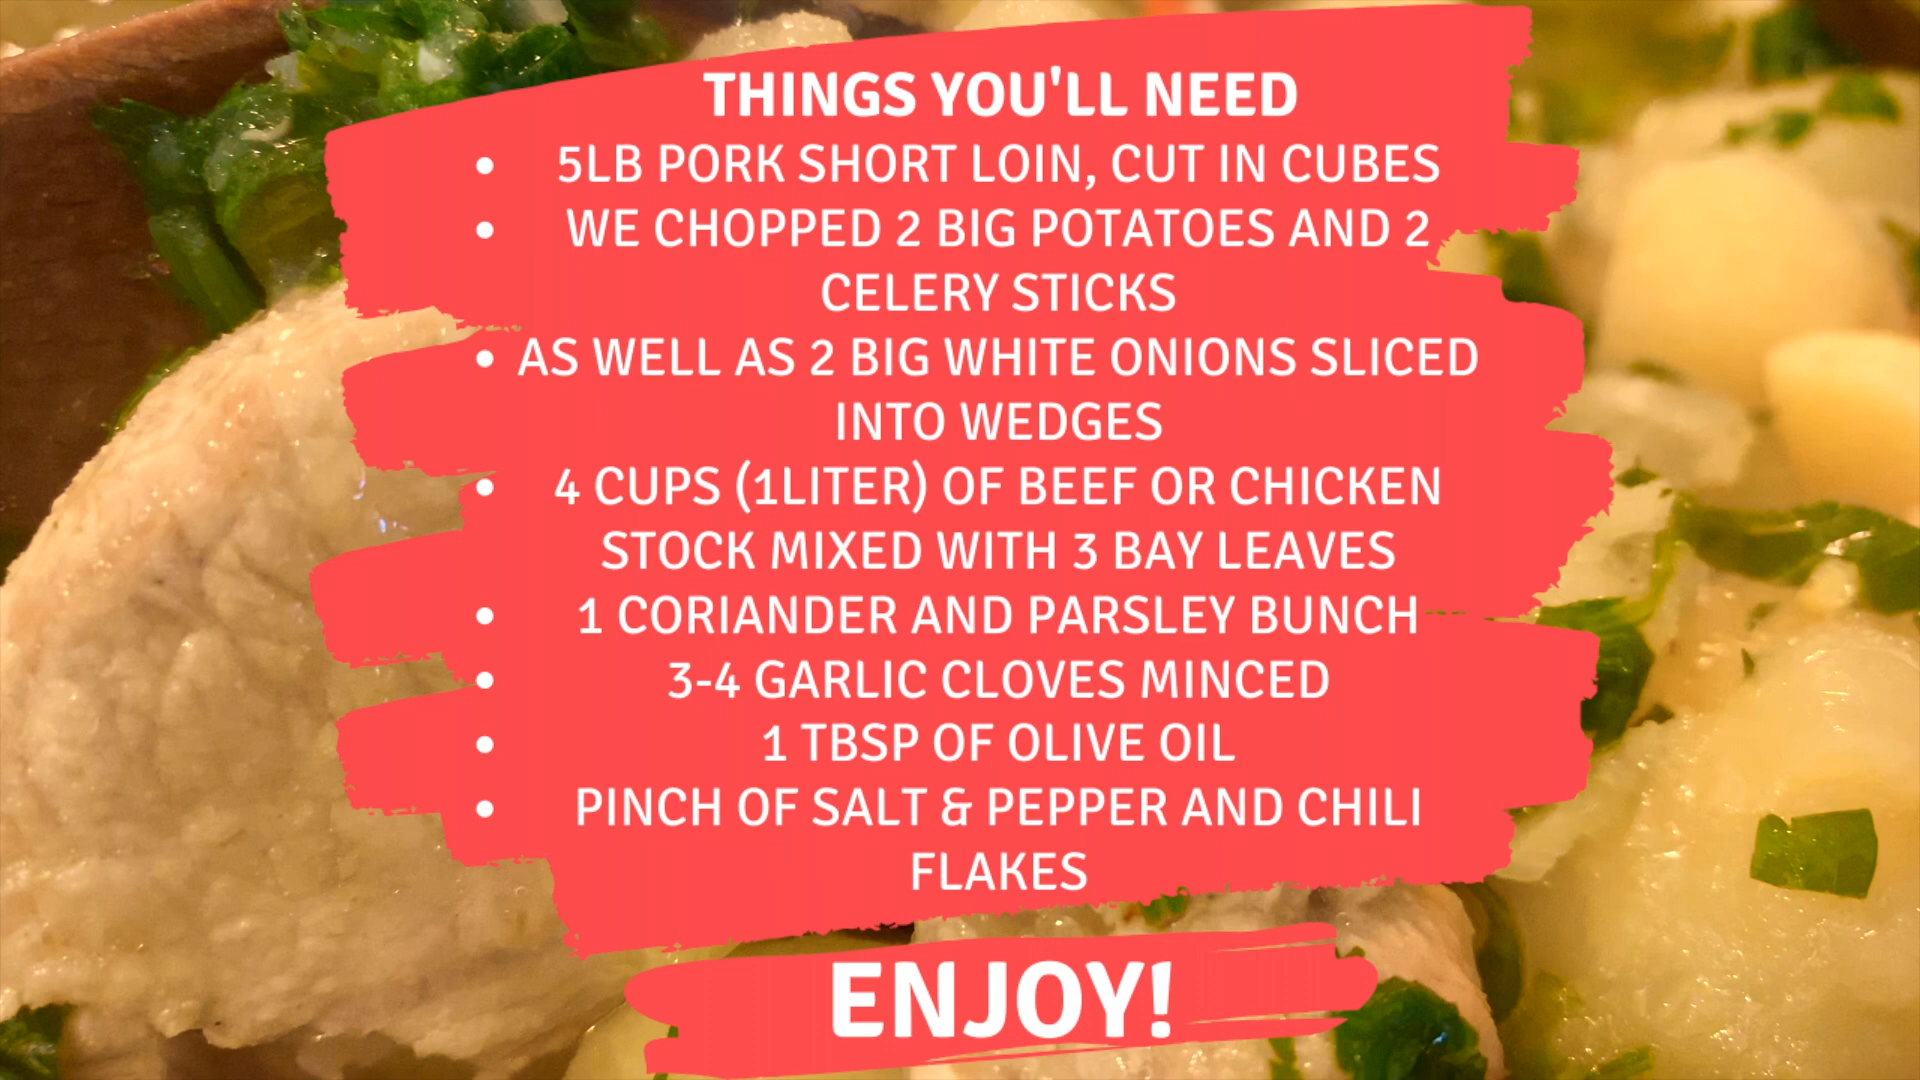 THINGS YOU'LL NEED
• 5LB PORK SHORT LOIN, CUT IN CUBES
• WE CHOPPED 2 BIG POTATOES AND 2
CELERY STICKS
• AS WELL AS 2 BIG WHITE ONIONS SLICED
INTO WEDGES
• 4 CUPS (1LITER) OF BEEF OR CHICKEN
STOCK MIXED WITH 3 BAY LEAVES
• 1 CORIANDER AND PARSLEY BUNCH
• 3-4 GARLIC CLOVES MINCED
• 1 TBSP OF OLIVE OIL
• PINCH OF SALT & PEPPER AND CHILI
FLAKES
ENJOY!